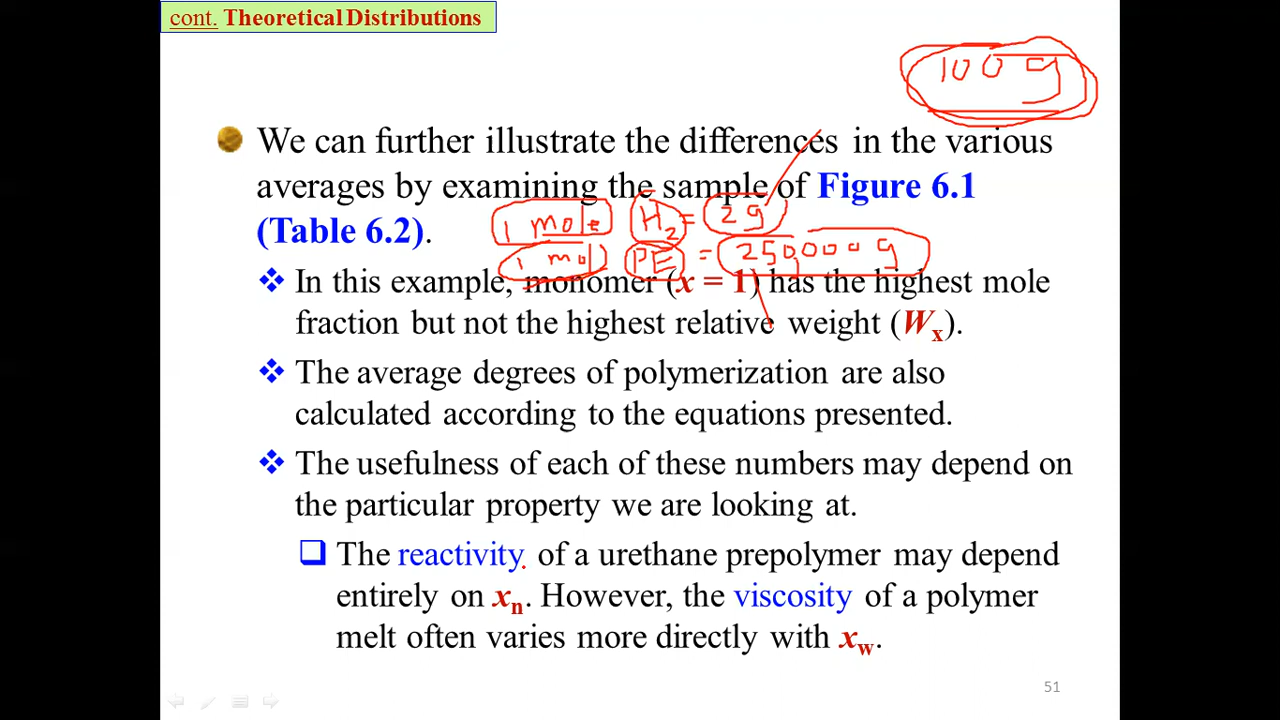 cont. Theoretical Distributions
100 g
We can further illustrate the differences in the various
averages by examining the sample of Figure 6.1
(Table 6.2).
1 mole H2 = 2g
1 mol PE = 250000 g
❖ In this example, monomer (x = 1) has the highest mole
fraction but not the highest relative weight (Wx).
❖ The average degrees of polymerization are also
calculated according to the equations presented.
❖ The usefulness of each of these numbers may depend on
the particular property we are looking at.
❑ The reactivity of a urethane prepolymer may depend
entirely on xn. However, the viscosity of a polymer
melt often varies more directly with xw.
51